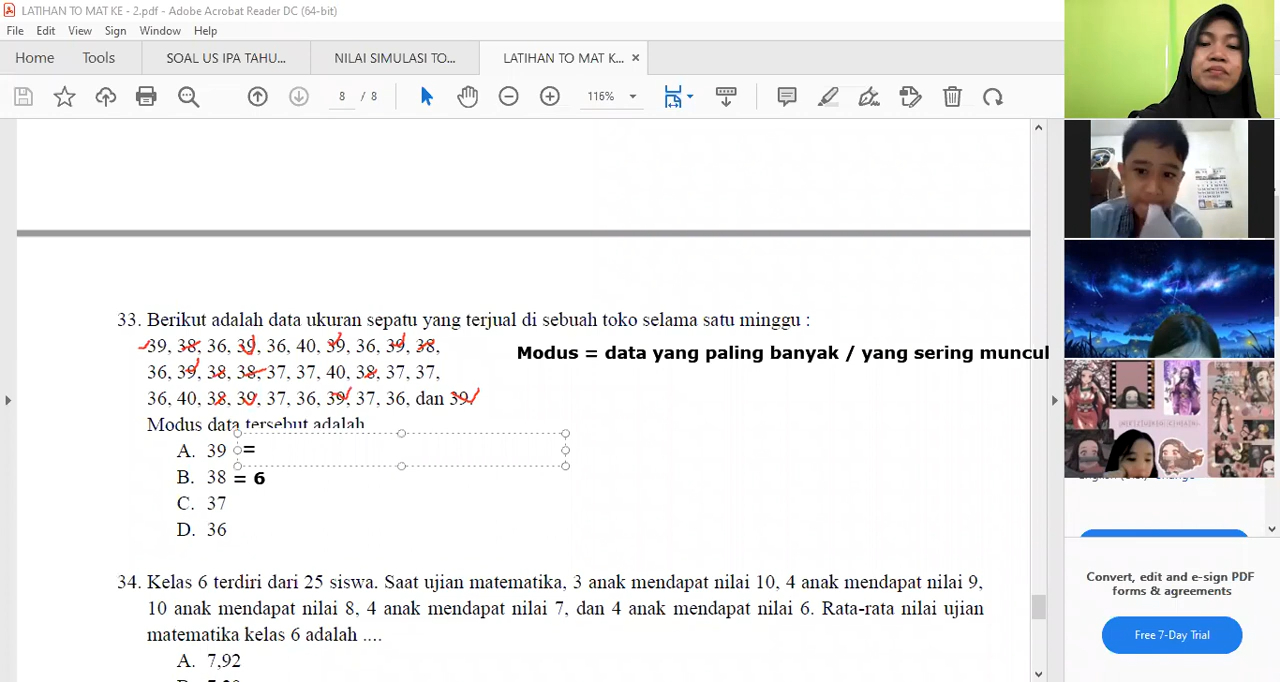 LATIHAN TO MAT KE - 2.pdf - Adobe Acrobat Reader DC (64-bit)
File Edit View Sign Window Help
Home Tools SOAL US IPA TAHU... NILAI SIMULASI TO... LATIHAN TO MAT K... ×
8 / 8 116%
33. Berikut adalah data ukuran sepatu yang terjual di sebuah toko selama satu minggu :
39, 38, 36, 39, 36, 40, 39, 36, 39, 38,
Modus = data yang paling banyak / yang sering muncul
36, 39, 38, 38, 37, 37, 40, 38, 37, 37,
36, 40, 38, 39, 37, 36, 39, 37, 36, dan 39.
Modus data tersebut adalah
A. 39 =
B. 38 = 6
C. 37
D. 36
34. Kelas 6 terdiri dari 25 siswa. Saat ujian matematika, 3 anak mendapat nilai 10, 4 anak mendapat nilai 9,
10 anak mendapat nilai 8, 4 anak mendapat nilai 7, dan 4 anak mendapat nilai 6. Rata-rata nilai ujian
matematika kelas 6 adalah ....
A. 7,92
Convert, edit and e-sign PDF
forms & agreements
Free 7-Day Trial